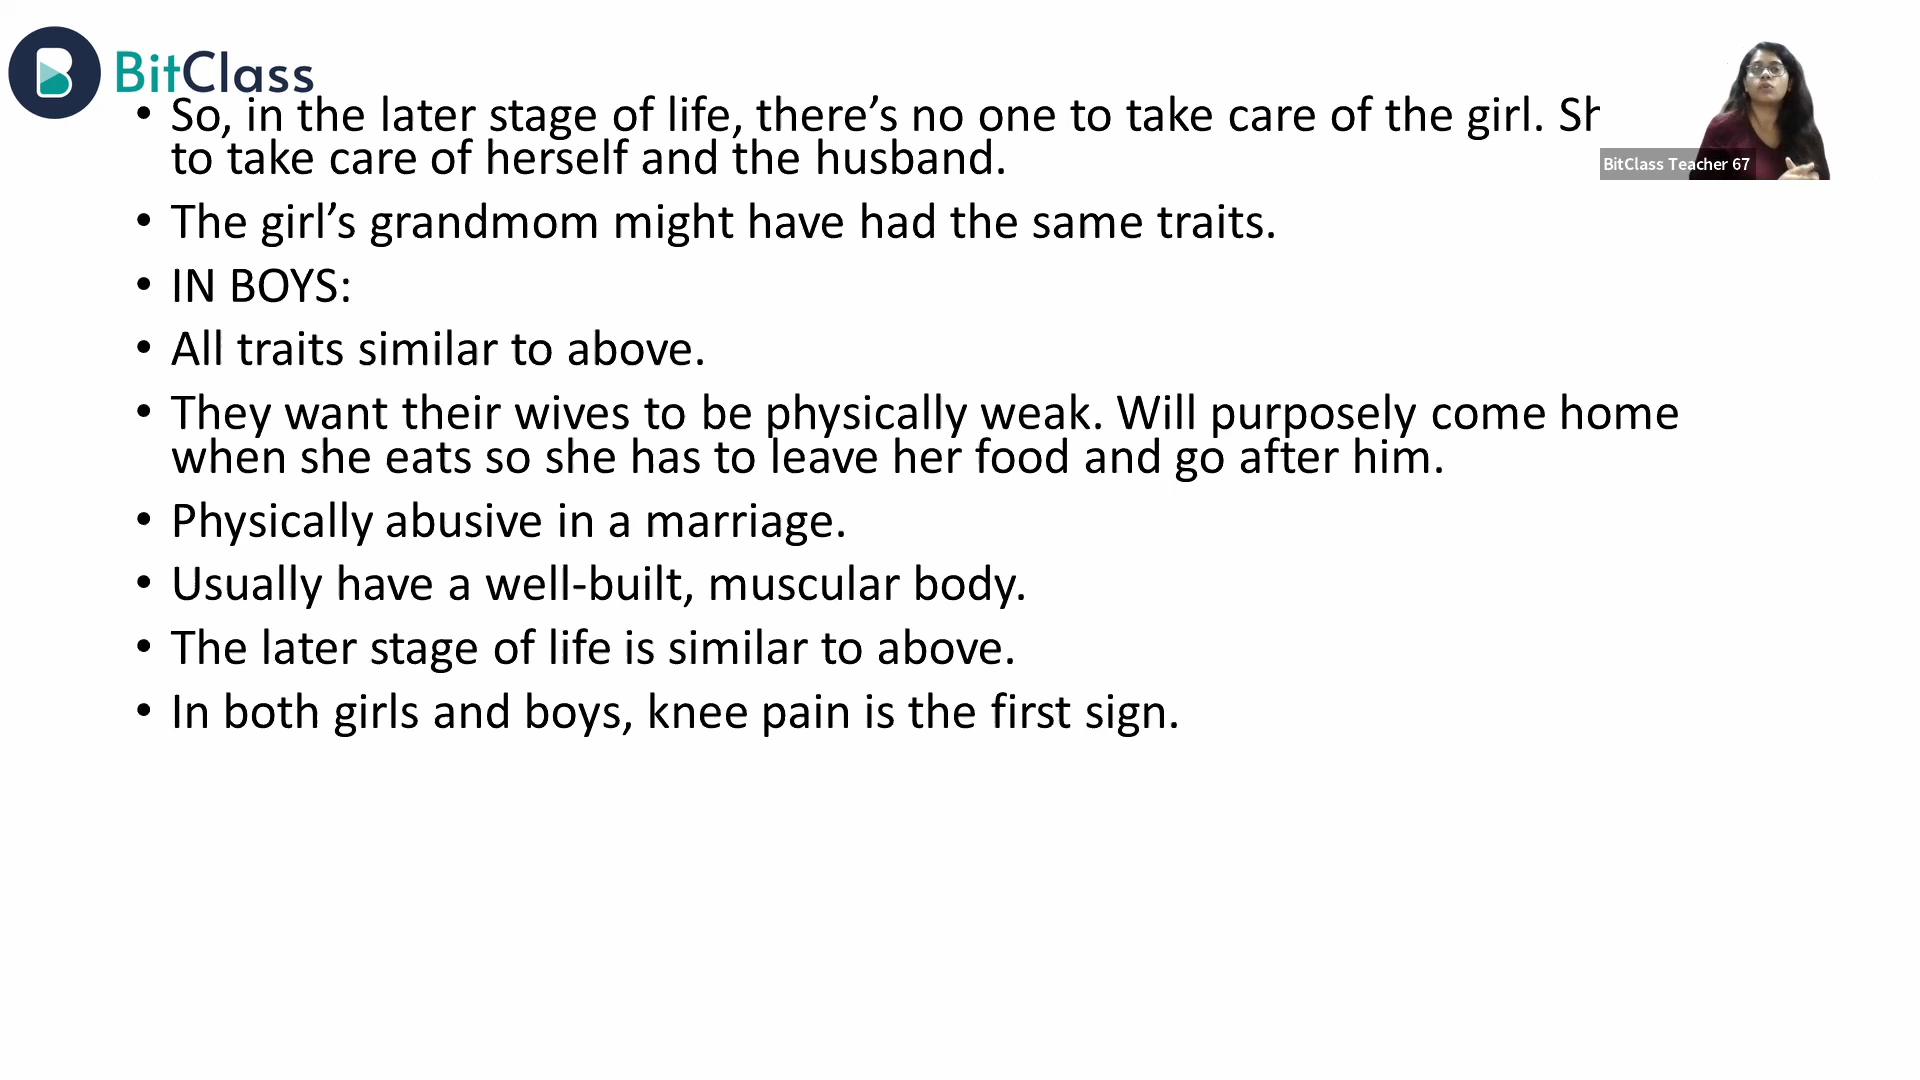 BitClass
• So, in the later stage of life, there’s no one to take care of the girl. Sh
to take care of herself and the husband.
BitClass Teacher 67
• The girl’s grandmom might have had the same traits.
• IN BOYS:
• All traits similar to above.
• They want their wives to be physically weak. Will purposely come home
when she eats so she has to leave her food and go after him.
• Physically abusive in a marriage.
• Usually have a well-built, muscular body.
• The later stage of life is similar to above.
• In both girls and boys, knee pain is the first sign.